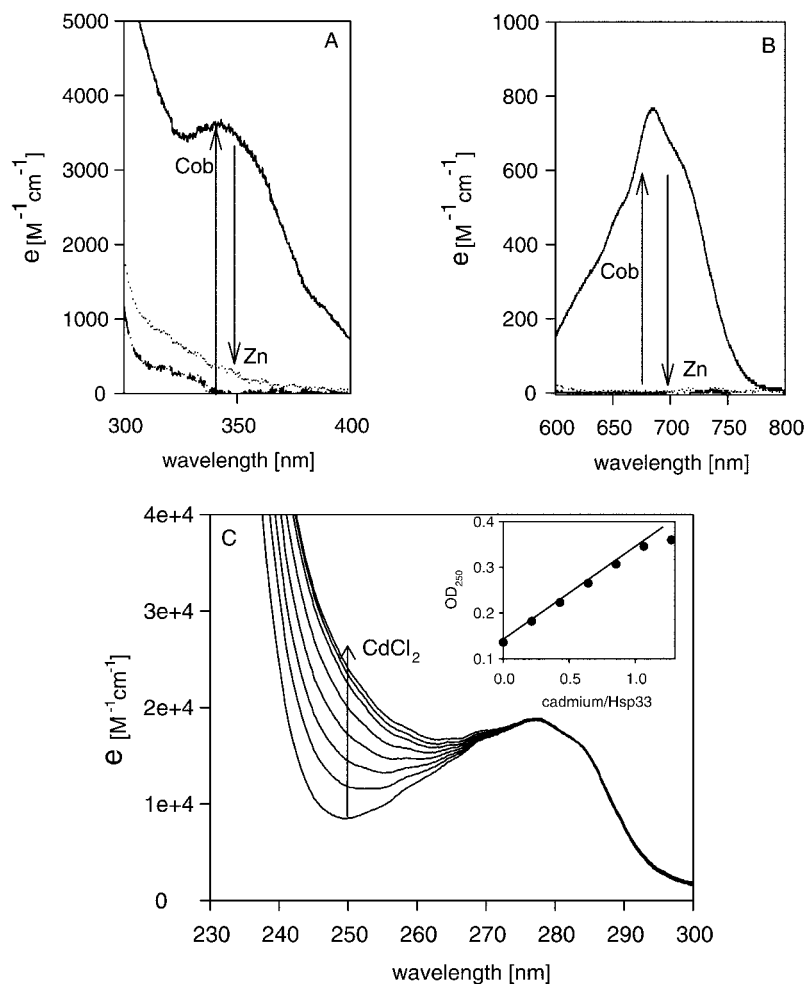 A
5000
4000
3000
2000
1000
0
e [M⁻¹cm⁻¹]
Cob
Zn
300
350
400
wavelength [nm]
B
1000
800
600
400
200
0
e [M⁻¹cm⁻¹]
Cob
Zn
600
650
700
750
800
wavelength [nm]
C
4e+4
3e+4
2e+4
1e+4
0
e [M⁻¹cm⁻¹]
CdCl₂
230
240
250
260
270
280
290
300
wavelength [nm]
0.4
0.3
0.2
0.1
OD₂₅₀
0.0
0.5
1.0
cadmium/Hsp33